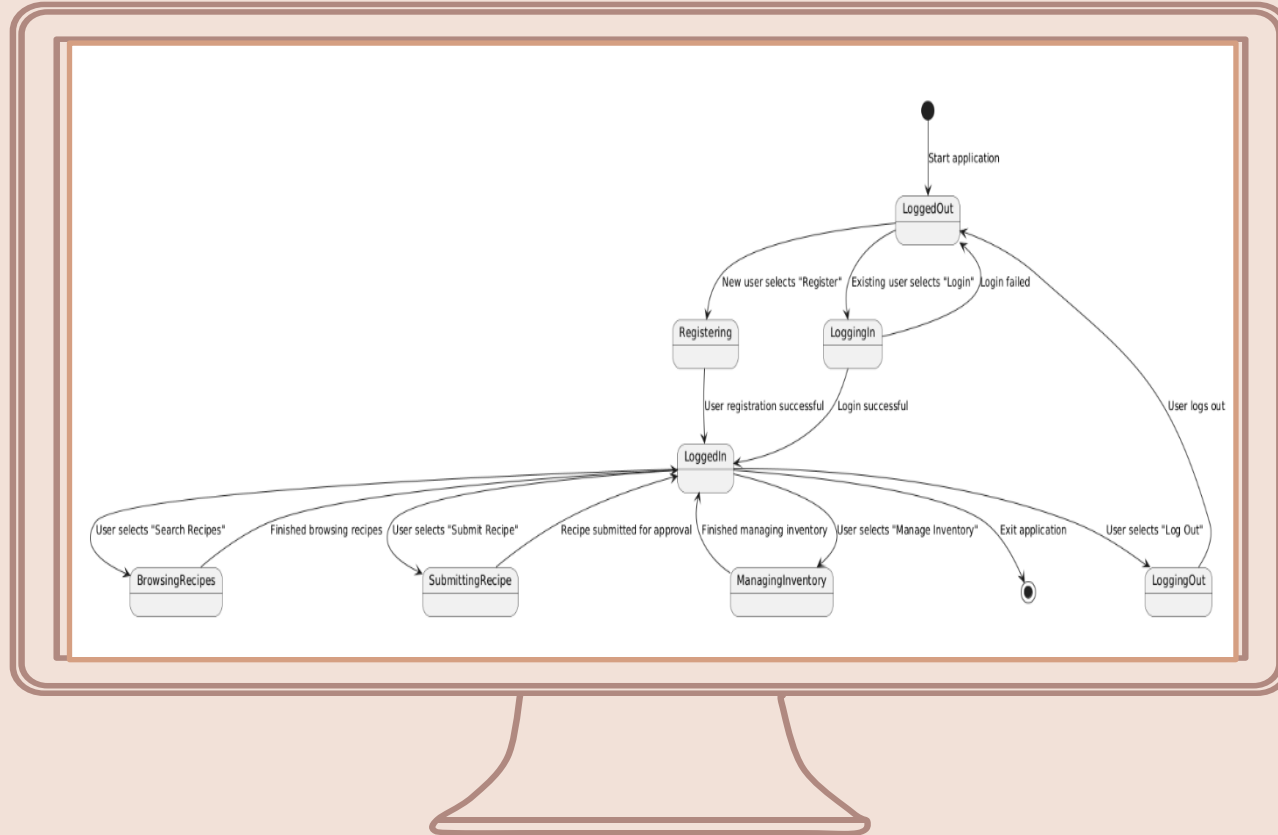 Start application
LoggedOut
New user selects "Register"
Existing user selects "Login"
Login failed
Registering
LoggingIn
User registration successful
Login successful
User logs out
LoggedIn
User selects "Search Recipes"
Finished browsing recipes
User selects "Submit Recipe"
Recipe submitted for approval
Finished managing inventory
User selects "Manage Inventory"
Exit application
User selects "Log Out"
BrowsingRecipes
SubmittingRecipe
ManagingInventory
LoggingOut